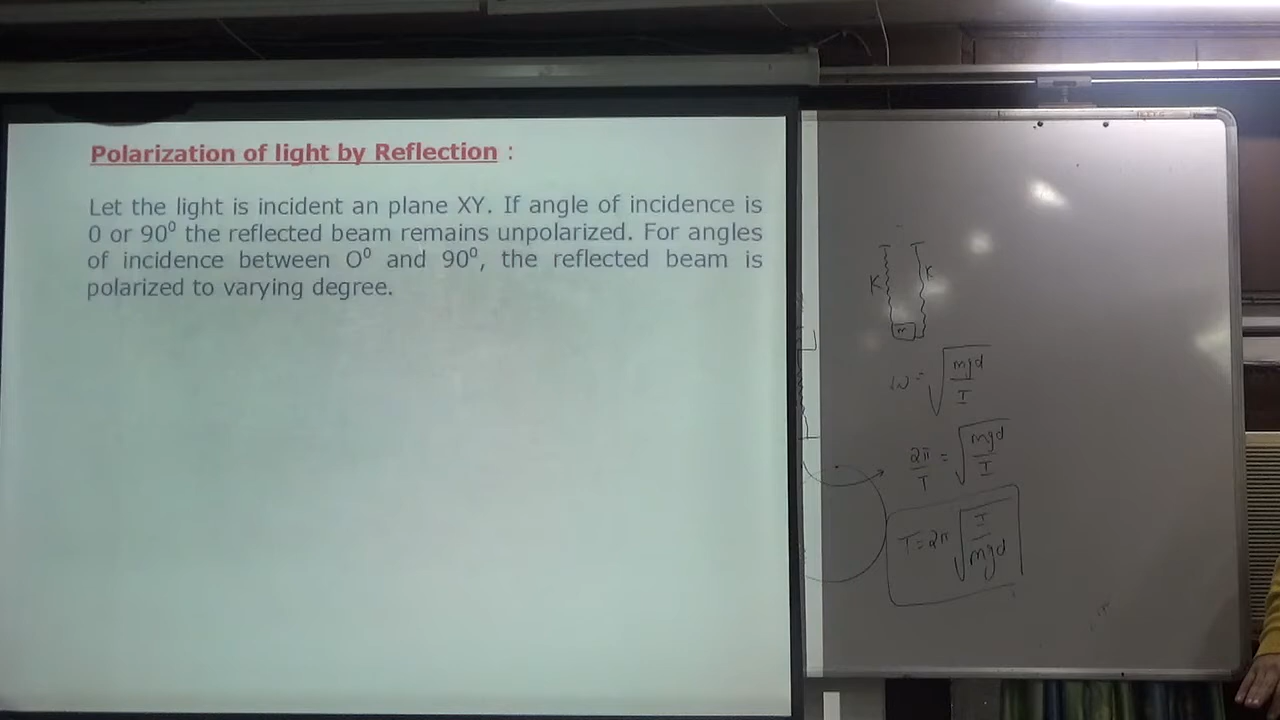 Polarization of light by Reflection :
Let the light is incident an plane XY. If angle of incidence is
0 or 90⁰ the reflected beam remains unpolarized. For angles
of incidence between O⁰ and 90⁰, the reflected beam is
polarized to varying degree.
K K
m
ω = √(mgd/I)
2π/T = √(mgd/I)
T = 2π √(I/mgd)